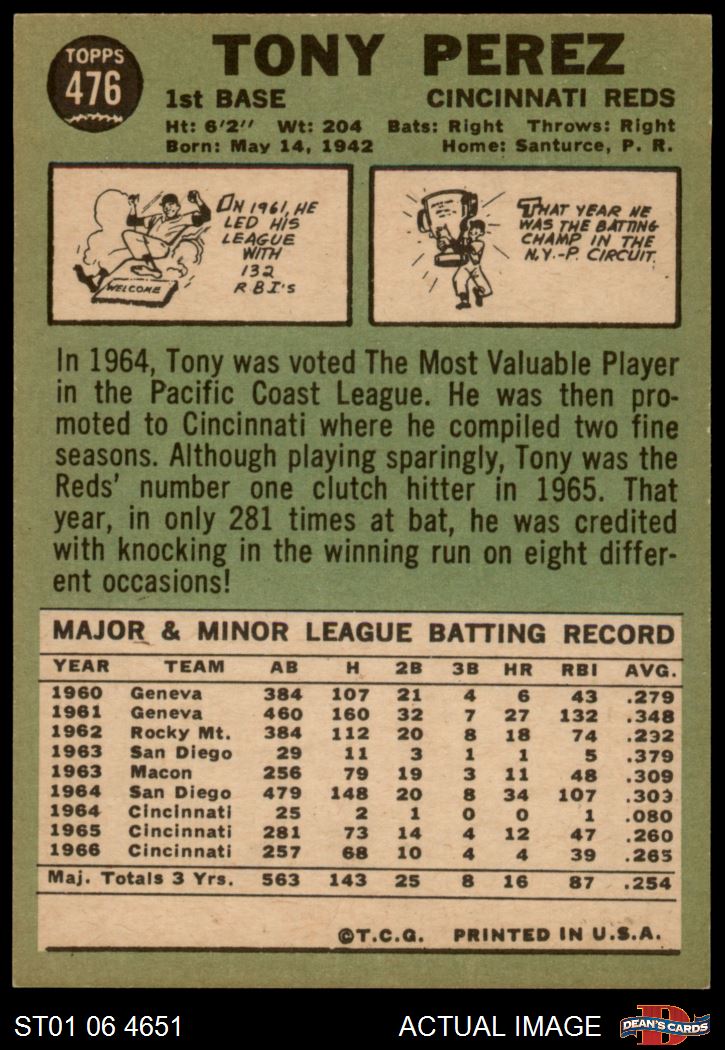 TOPPS
476
TONY PEREZ
1st BASE CINCINNATI REDS
Ht: 6'2" Wt: 204 Bats: Right Throws: Right
Born: May 14, 1942 Home: Santurce, P. R.
IN 1961, HE
LED HIS
LEAGUE
WITH
132
RBI's
WELCOME
THAT YEAR HE
WAS THE BATTING
CHAMP IN THE
N.Y.-P. CIRCUIT.
In 1964, Tony was voted The Most Valuable Player
in the Pacific Coast League. He was then pro-
moted to Cincinnati where he compiled two fine
seasons. Although playing sparingly, Tony was the
Reds' number one clutch hitter in 1965. That
year, in only 281 times at bat, he was credited
with knocking in the winning run on eight differ-
ent occasions!
MAJOR & MINOR LEAGUE BATTING RECORD
YEAR TEAM AB H 2B 3B HR RBI AVG.
1960 Geneva 384 107 21 4 6 43 .279
1961 Geneva 460 160 32 7 27 132 .348
1962 Rocky Mt. 384 112 20 8 18 74 .292
1963 San Diego 29 11 3 1 1 5 .379
1963 Macon 256 79 19 3 11 48 .309
1964 San Diego 479 148 20 8 34 107 .303
1964 Cincinnati 25 2 1 0 0 1 .080
1965 Cincinnati 281 73 14 4 12 47 .260
1966 Cincinnati 257 68 10 4 4 39 .265
Maj. Totals 3 Yrs. 563 143 25 8 16 87 .254
©T.C.G. PRINTED IN U.S.A.
ST01 06 4651 ACTUAL IMAGE D DEAN'S CARDS